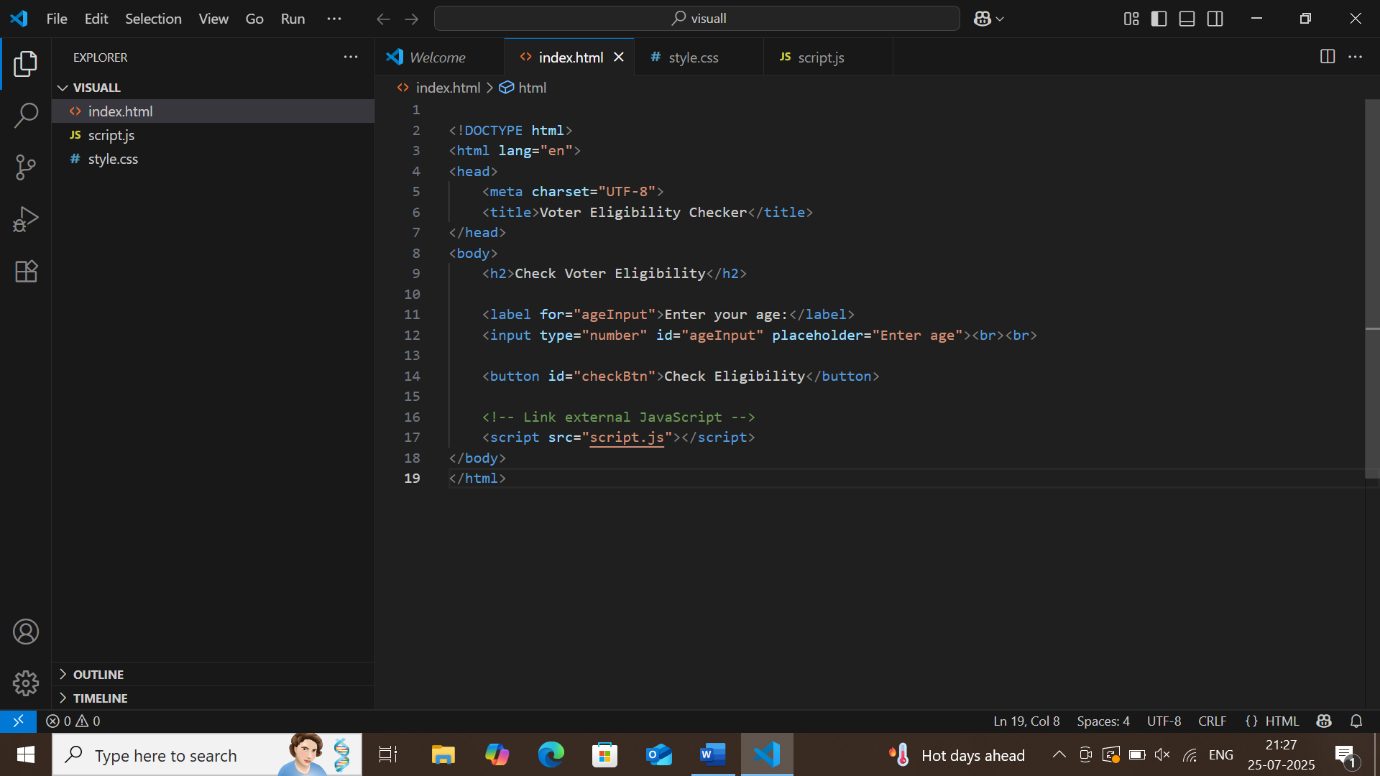 File Edit Selection View Go Run ··· visuall
EXPLORER ···
VISUALL
<> index.html
JS script.js
# style.css
OUTLINE
TIMELINE
Welcome <> index.html # style.css JS script.js ···
<> index.html > html
1
2 <!DOCTYPE html>
3 <html lang="en">
4 <head>
5 <meta charset="UTF-8">
6 <title>Voter Eligibility Checker</title>
7 </head>
8 <body>
9 <h2>Check Voter Eligibility</h2>
10
11 <label for="ageInput">Enter your age:</label>
12 <input type="number" id="ageInput" placeholder="Enter age"><br><br>
13
14 <button id="checkBtn">Check Eligibility</button>
15
16 <!-- Link external JavaScript -->
17 <script src="script.js"></script>
18 </body>
19 </html>
0 0 Ln 19, Col 8 Spaces: 4 UTF-8 CRLF {} HTML
Type here to search W Hot days ahead ENG 21:27
25-07-2025 1